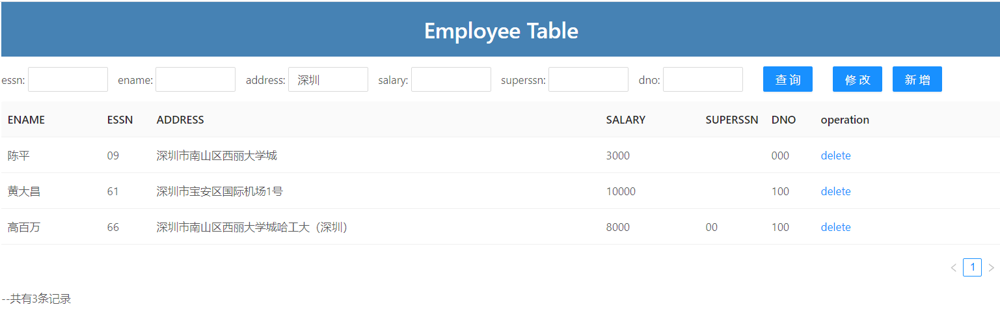 Employee Table
essn: ename: address: 深圳 salary: superssn: dno: 查 询 修 改 新 增
ENAME ESSN ADDRESS SALARY SUPERSSN DNO operation
陈平 09 深圳市南山区西丽大学城 3000 000 delete
黄大昌 61 深圳市宝安区国际机场1号 10000 100 delete
高百万 66 深圳市南山区西丽大学城哈工大（深圳） 8000 00 100 delete
< 1 >
--共有3条记录